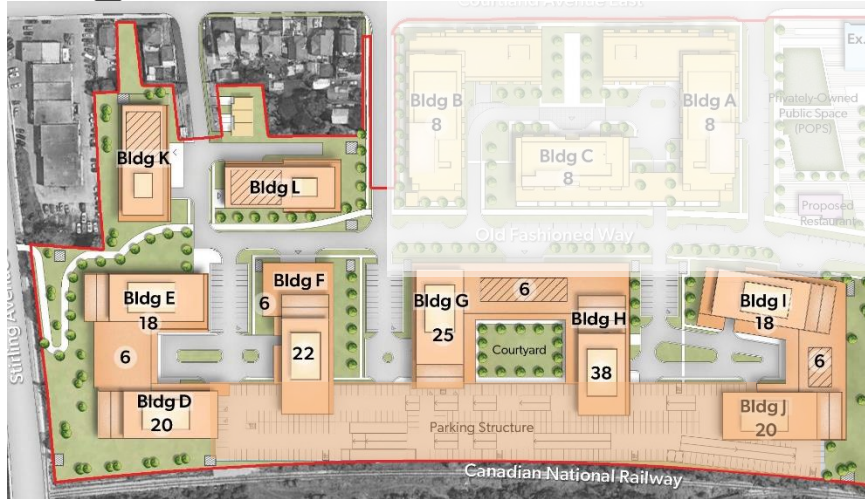 Courtland Avenue East
Ex.
Bldg B
8
Bldg A
8
Privately-Owned
Public Space
(POPS)
Bldg K
Bldg C
8
Bldg L
Proposed
Restaurant
Old Fashioned Way
Stirling Avenue
Bldg E
18
Bldg F
6
Bldg G
25
6
Bldg H
Bldg I
18
6
22
Courtyard
38
6
Bldg D
20
Parking Structure
Bldg J
20
Canadian National Railway